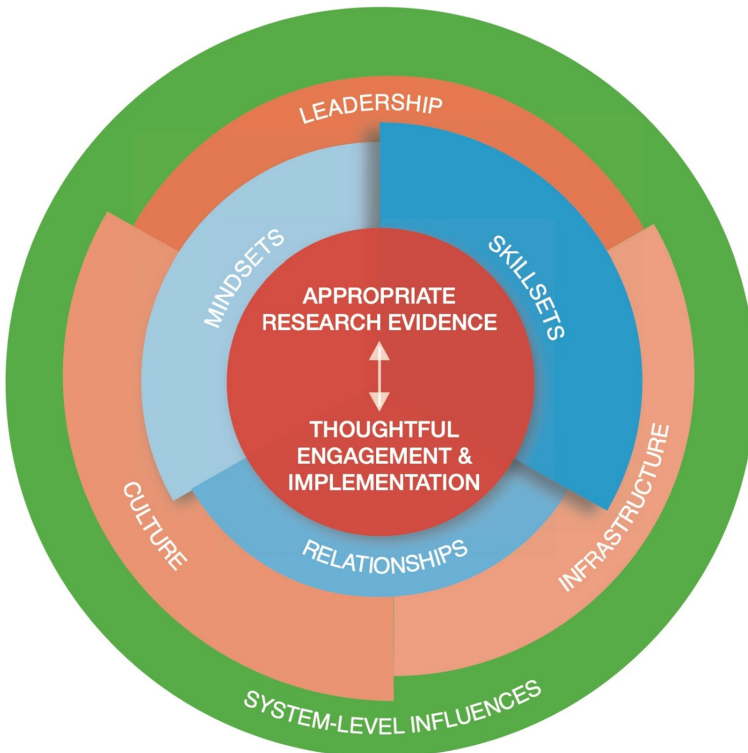 LEADERSHIP
MINDSETS
SKILLSETS
APPROPRIATE
RESEARCH EVIDENCE
THOUGHTFUL
ENGAGEMENT &
IMPLEMENTATION
RELATIONSHIPS
CULTURE
INFRASTRUCTURE
SYSTEM-LEVEL INFLUENCES